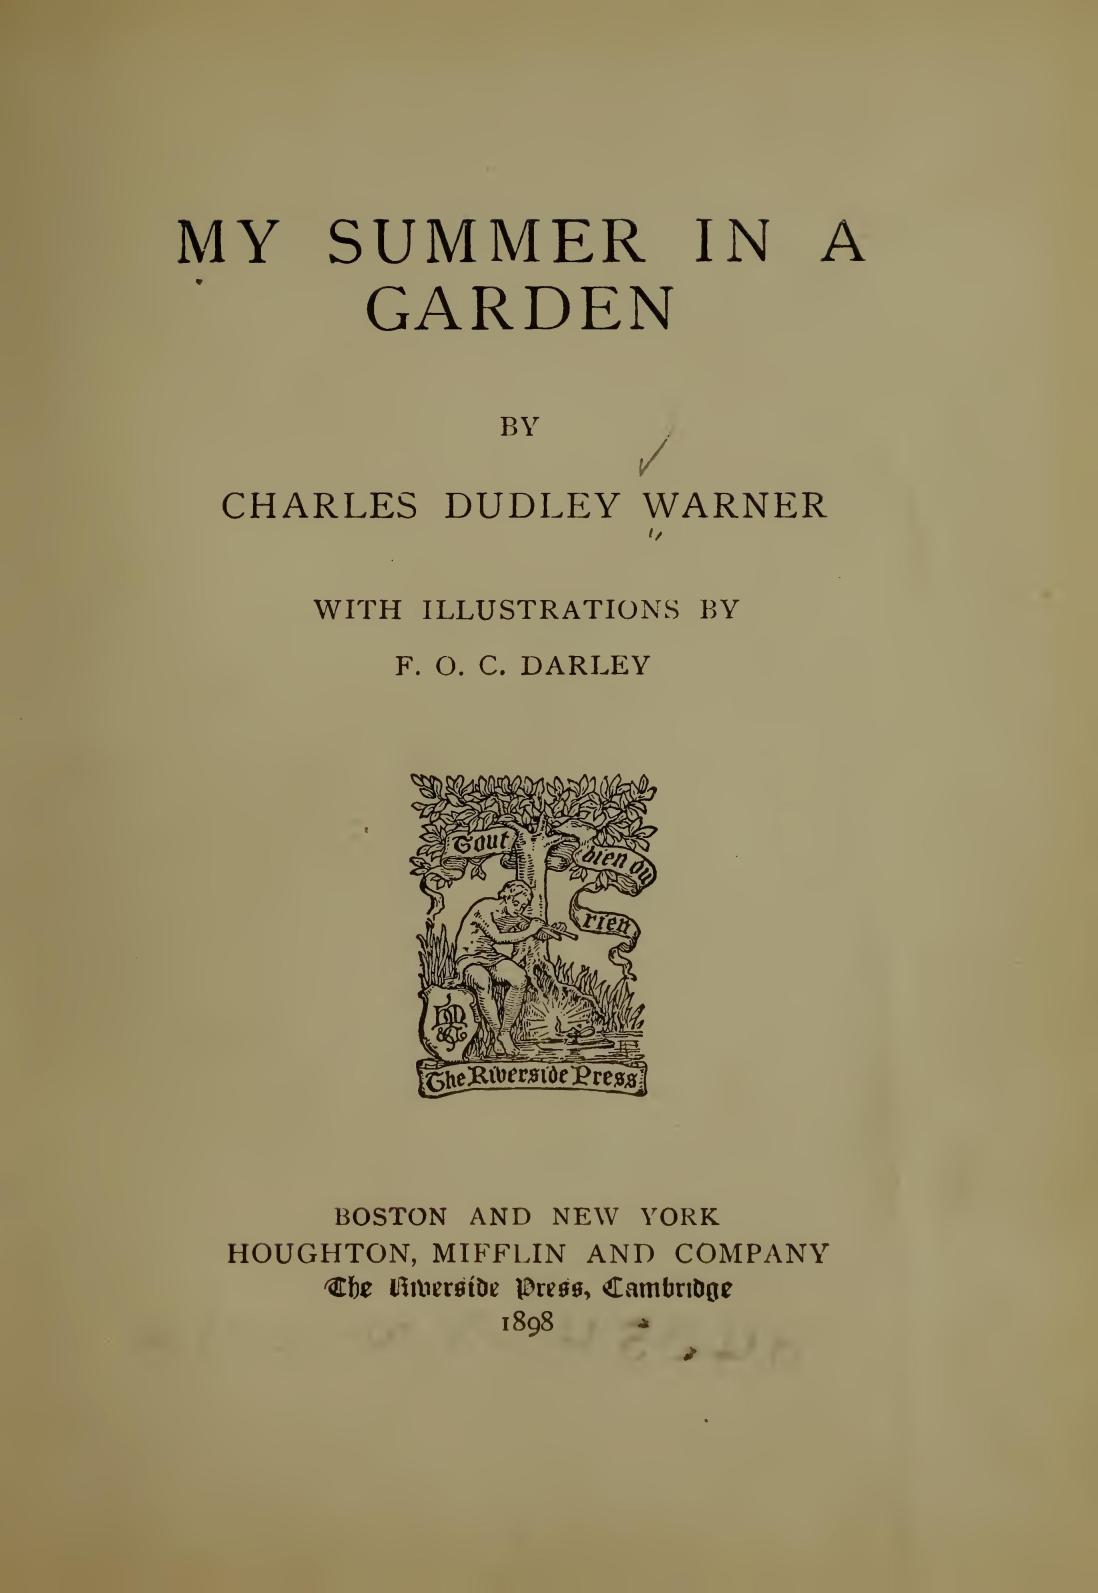 MY SUMMER IN A
GARDEN
BY
CHARLES DUDLEY WARNER
WITH ILLUSTRATIONS BY
F. O. C. DARLEY
Tout bien ou
rien
The Riverside Press
BOSTON AND NEW YORK
HOUGHTON, MIFFLIN AND COMPANY
The Riverside Press, Cambridge
1898